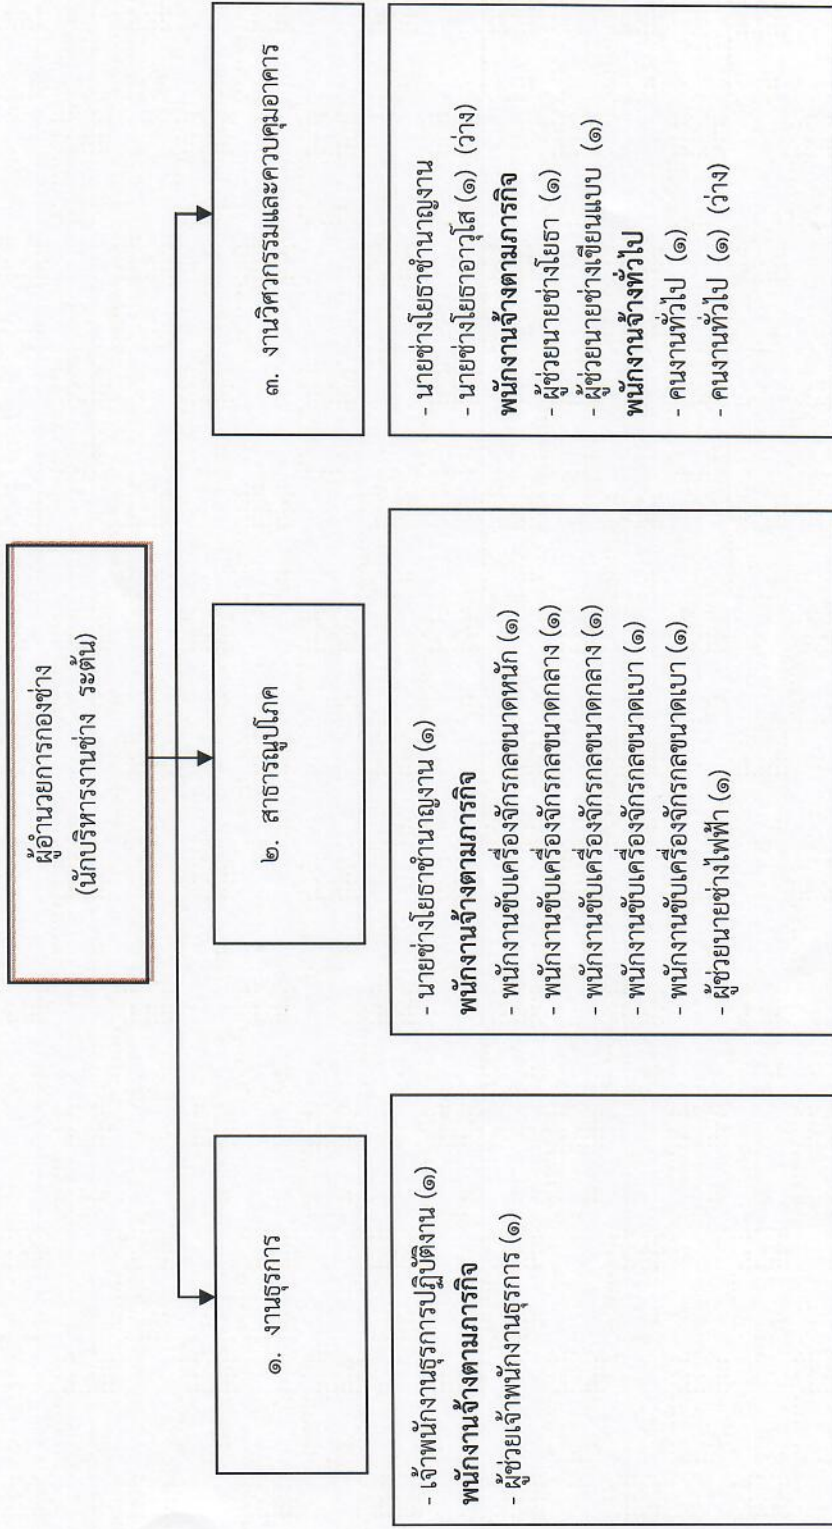 ผู้อำนวยการกองช่าง
(นักบริหารงานช่าง ระดับต้น)
๑. งานธุรการ
- เจ้าพนักงานธุรการปฏิบัติงาน (๑)
พนักงานจ้างตามภารกิจ
- ผู้ช่วยเจ้าพนักงานธุรการ (๑)
๒. สาธารณูปโภค
- นายช่างโยธาชำนาญงาน (๑)
พนักงานจ้างตามภารกิจ
- พนักงานขับเครื่องจักรกลขนาดหนัก (๑)
- พนักงานขับเครื่องจักรกลขนาดกลาง (๑)
- พนักงานขับเครื่องจักรกลขนาดกลาง (๑)
- พนักงานขับเครื่องจักรกลขนาดเบา (๑)
- พนักงานขับเครื่องจักรกลขนาดเบา (๑)
- ผู้ช่วยนายช่างไฟฟ้า (๑)
๓. งานวิศวกรรมและควบคุมอาคาร
- นายช่างโยธาชำนาญงาน
- นายช่างโยธาอาวุโส (๑) (ว่าง)
พนักงานจ้างตามภารกิจ
- ผู้ช่วยนายช่างโยธา (๑)
- ผู้ช่วยนายช่างเขียนแบบ (๑)
พนักงานจ้างทั่วไป
- คนงานทั่วไป (๑)
- คนงานทั่วไป (๑) (ว่าง)